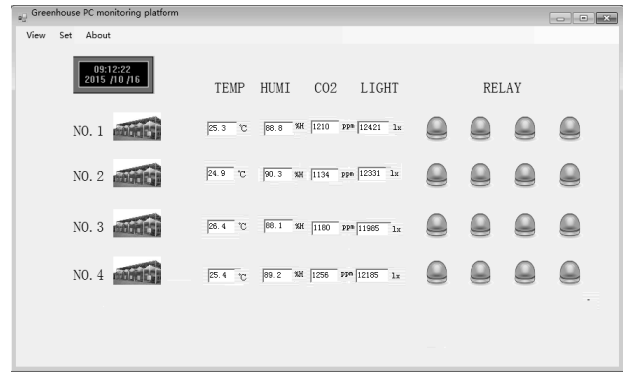 Greenhouse PC monitoring platform
View Set About
09:12:22
2015 /10 /16
TEMP HUMI CO2 LIGHT RELAY
NO. 1 25.3 ℃ 88.8 %H 1210 ppm 12421 lx
NO. 2 24.9 ℃ 90.3 %H 1134 ppm 12331 lx
NO. 3 26.4 ℃ 88.1 %H 1180 ppm 11985 lx
NO. 4 25.4 ℃ 89.2 %H 1256 ppm 12185 lx